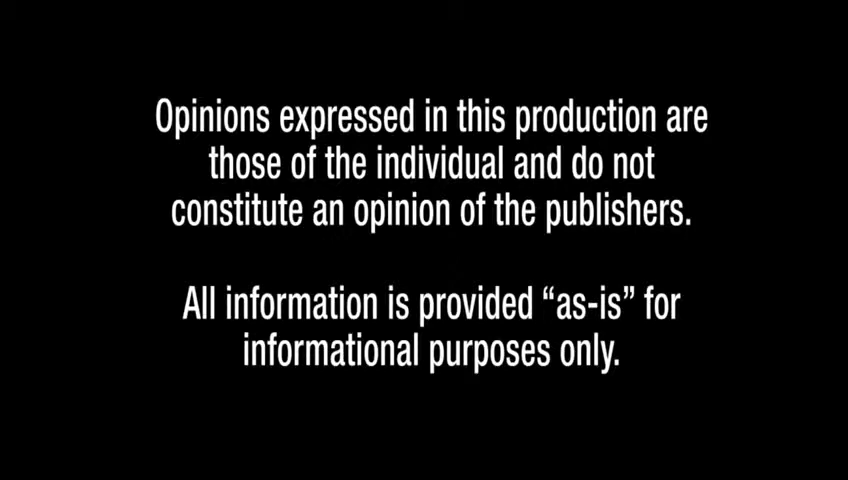 Opinions expressed in this production are
those of the individual and do not
constitute an opinion of the publishers.
All information is provided “as-is” for
informational purposes only.